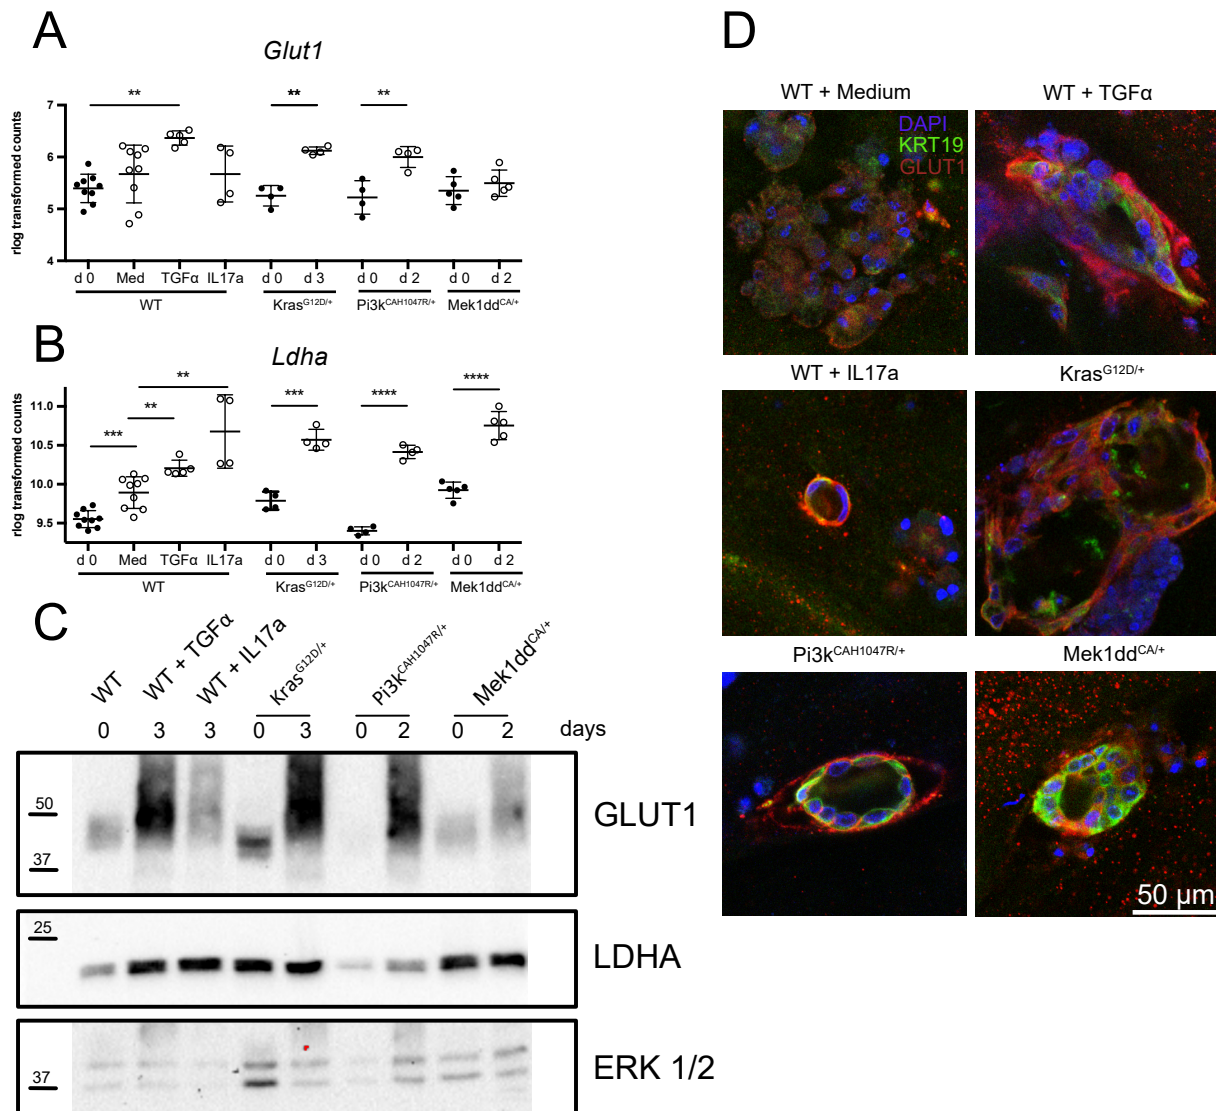 A
Glut1
rlog transformed counts
7
6
5
4
** ** **
d 0 Med TGFα IL17a d 0 d 3 d 0 d 2 d 0 d 2
WT Kras^G12D/+ Pi3k^CAH1047R/+ Mek1dd^CA/+
B
Ldha
rlog transformed counts
11.0
10.5
10.0
9.5
*** ** ** *** **** ****
d 0 Med TGFα IL17a d 0 d 3 d 0 d 2 d 0 d 2
WT Kras^G12D/+ Pi3k^CAH1047R/+ Mek1dd^CA/+
C
WT WT + TGFα WT + IL17a Kras^G12D/+ Pi3k^CAH1047R/+ Mek1dd^CA/+
0 3 3 0 3 0 2 0 2 days
50
37
GLUT1
25
LDHA
37
ERK 1/2
D
WT + Medium
DAPI
KRT19
GLUT1
WT + TGFα
WT + IL17a
Kras^G12D/+
Pi3k^CAH1047R/+
Mek1dd^CA/+
50 µm